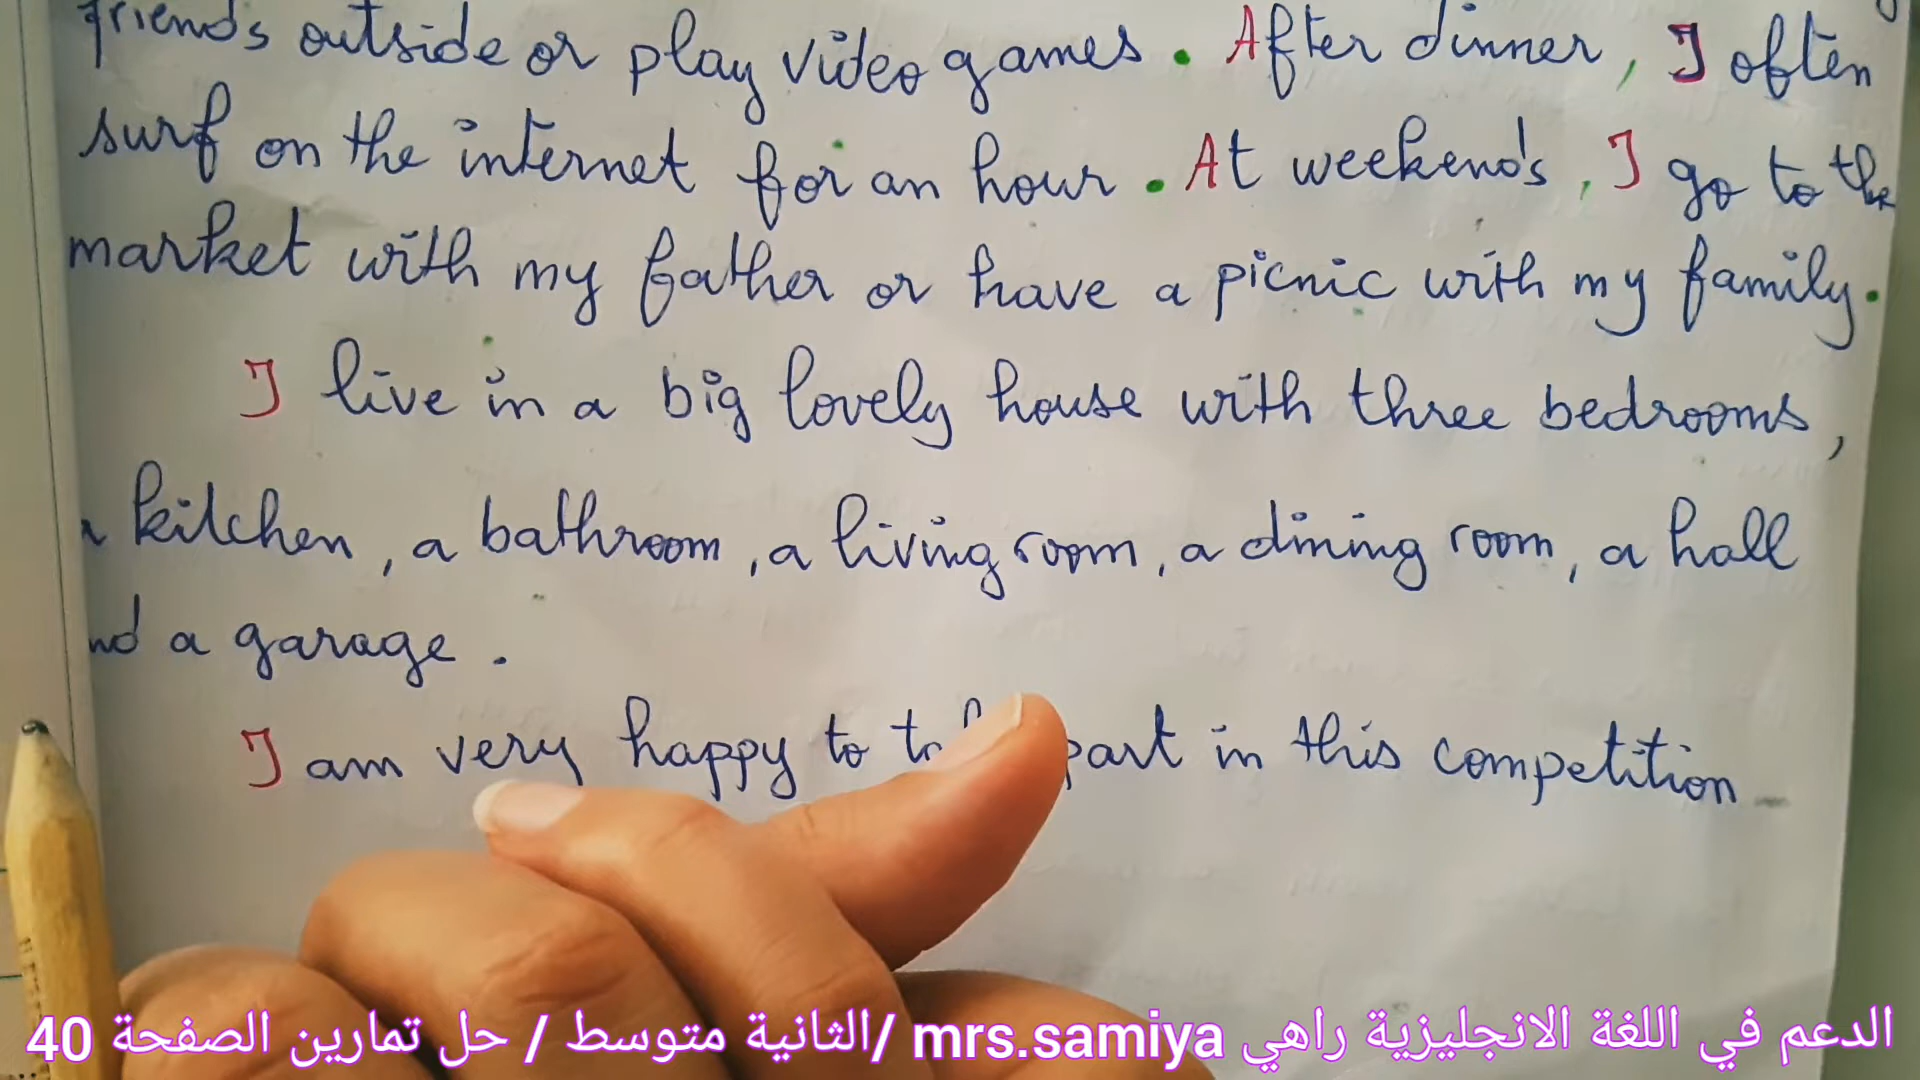 friends outside or play video games. After dinner, I often
surf on the internet for an hour. At weekends, I go to the
market with my father or have a picnic with my family.
I live in a big lovely house with three bedrooms,
kitchen, a bathroom, a living room, a dining room, a hall
a garage.
I am very happy to part in this competition
الدعم في اللغة الانجليزية راهي mrs.samiya /الثانية متوسط / حل تمارين الصفحة 40